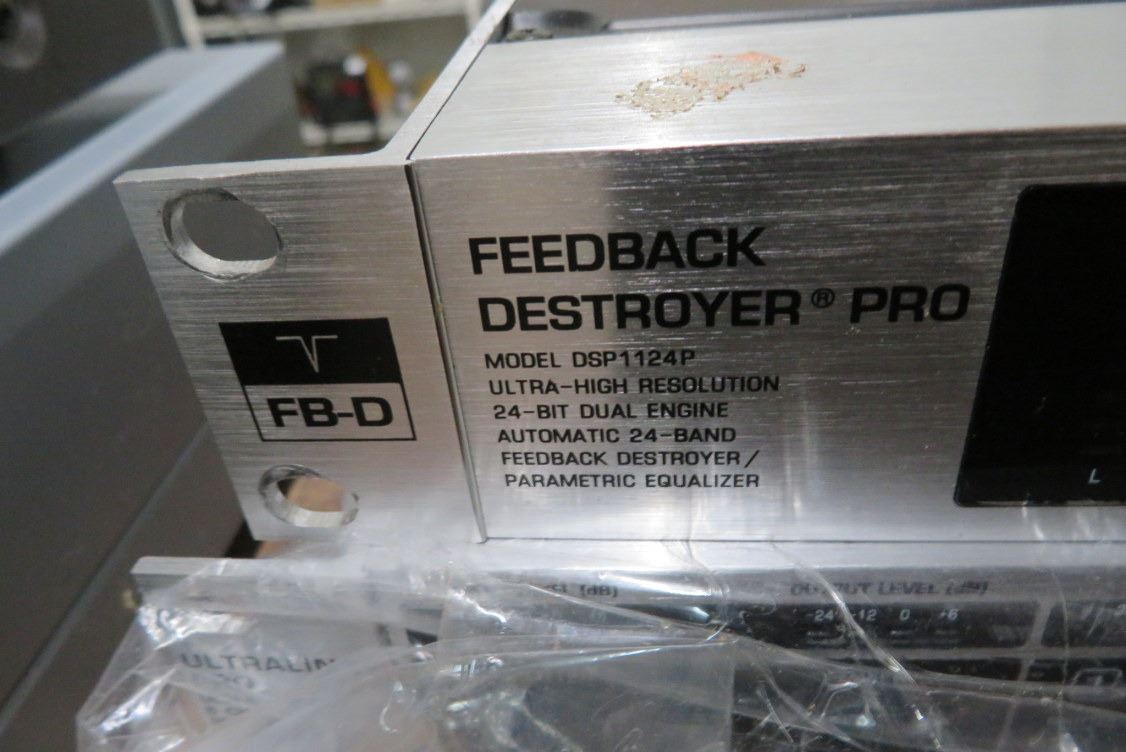 FEEDBACK
DESTROYER® PRO
MODEL DSP1124P
ULTRA-HIGH RESOLUTION
24-BIT DUAL ENGINE
AUTOMATIC 24-BAND
FEEDBACK DESTROYER/
PARAMETRIC EQUALIZER
FB-D
L
(dB) OUTPUT LEVEL (dB)
-24 -12 0 +6